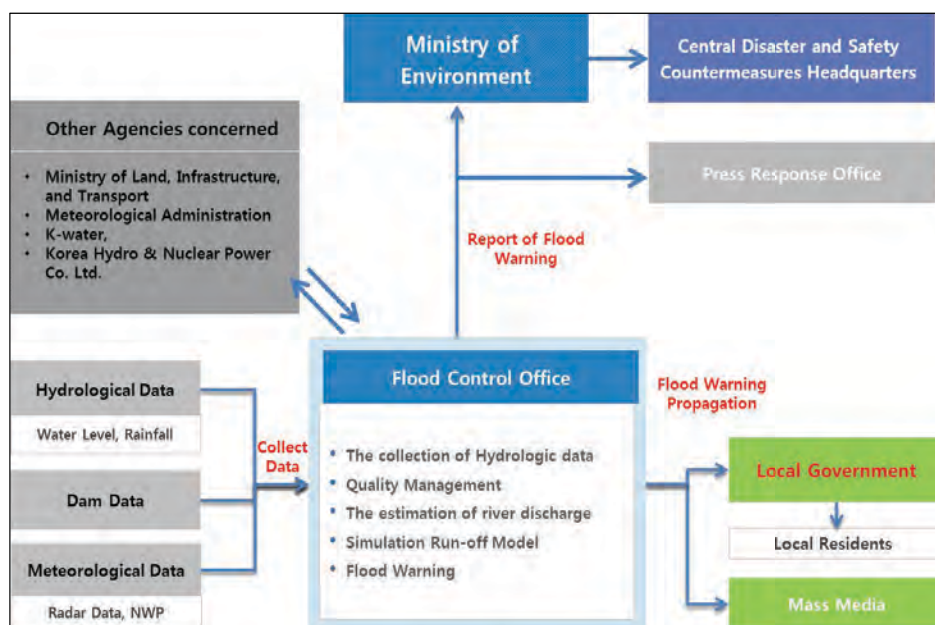 Ministry of
Environment
Central Disaster and Safety
Countermeasures Headquarters
Other Agencies concerned
• Ministry of Land, Infrastructure,
and Transport
• Meteorological Administration
• K-water,
• Korea Hydro & Nuclear Power
Co. Ltd.
Press Response Office
Report of Flood
Warning
Hydrological Data
Water Level, Rainfall
Dam Data
Meteorological Data
Radar Data, NWP
Collect
Data
Flood Control Office
• The collection of Hydrologic data
• Quality Management
• The estimation of river discharge
• Simulation Run-off Model
• Flood Warning
Flood Warning
Propagation
Local Government
Local Residents
Mass Media